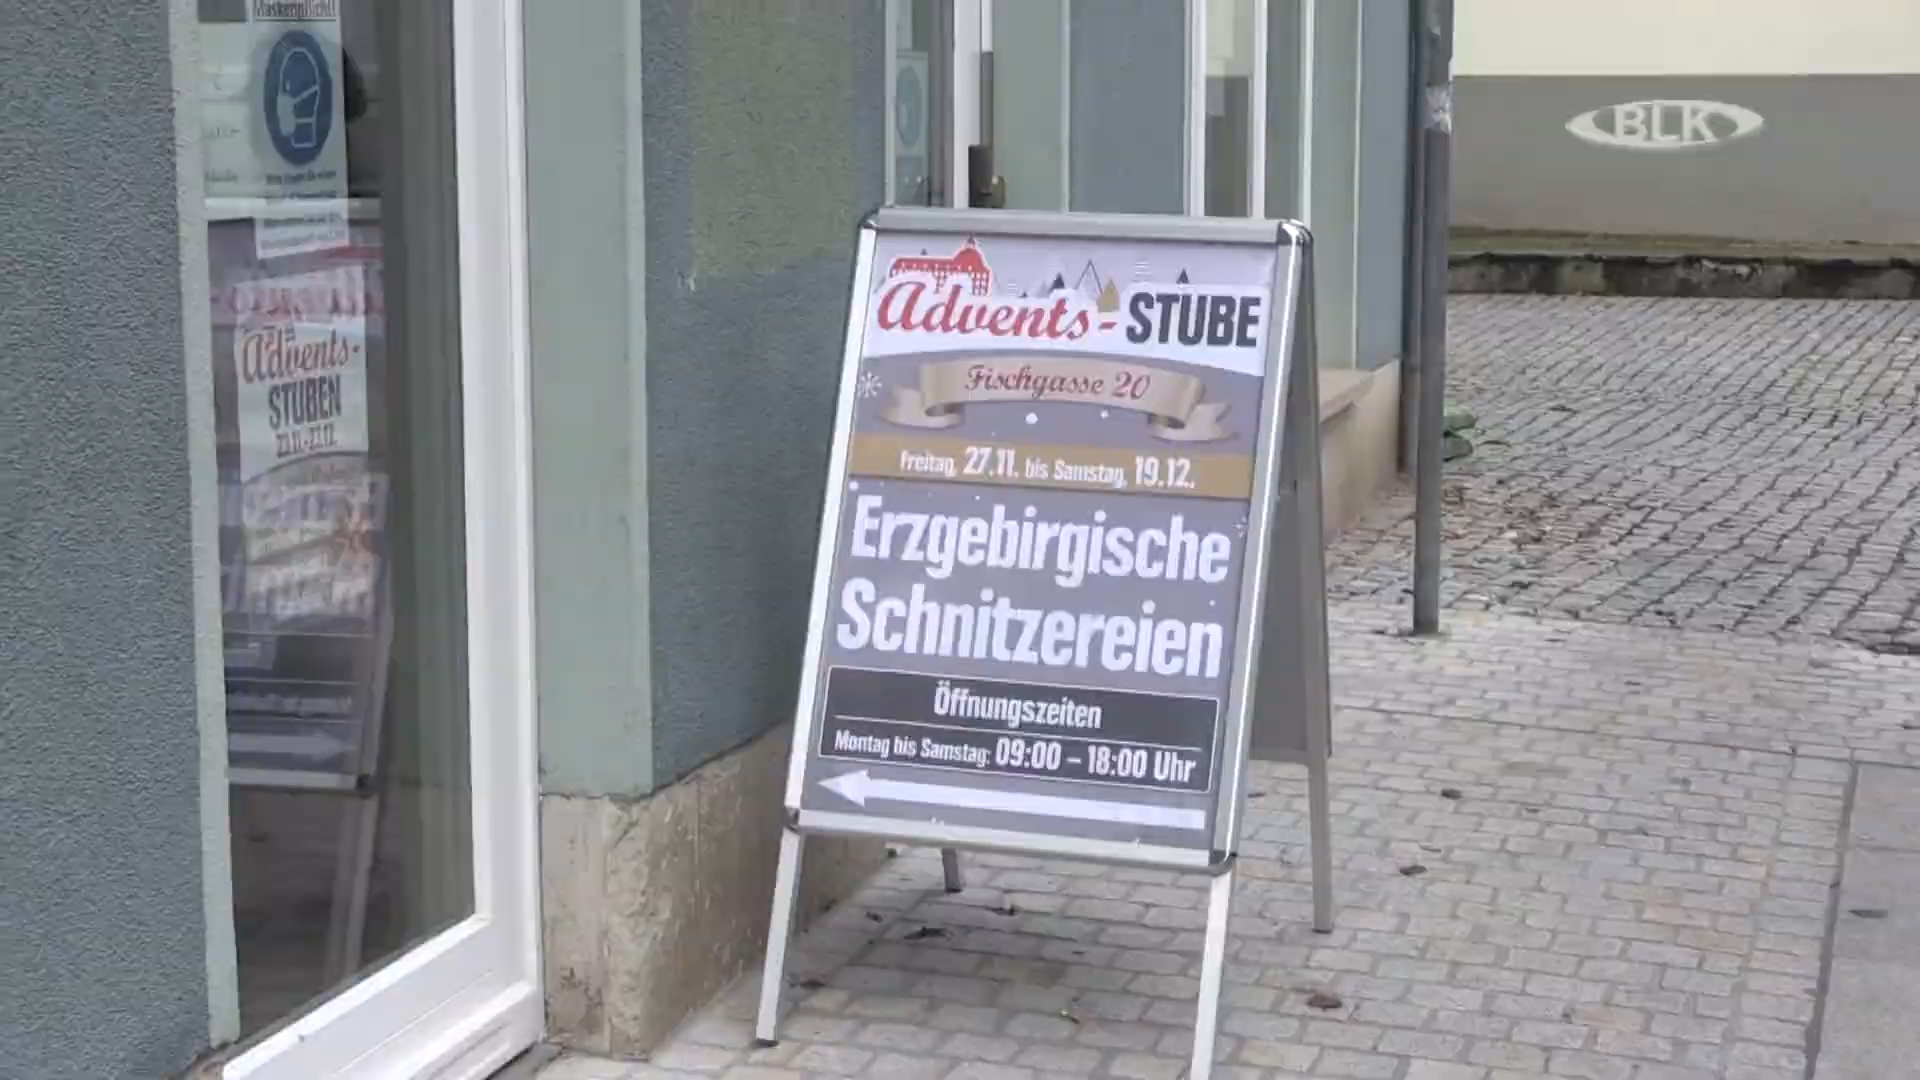 Maskenpflicht!
BLK
Advents-STUBE
Fischgasse 20
Freitag, 27.11. bis Samstag, 19.12.
Erzgebirgische
Schnitzereien
Öffnungszeiten
Montag bis Samstag: 09:00 – 18:00 Uhr
Advents-
STUBEN